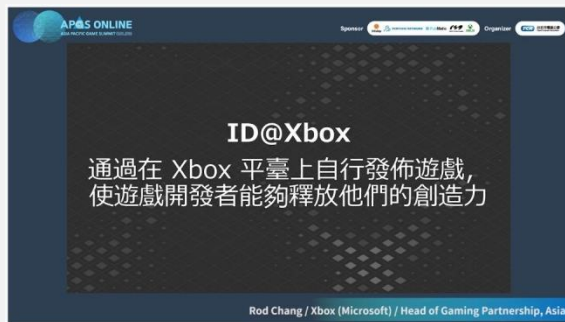 APGS ONLINE
ASIA PACIFIC GAME SUMMIT
Sponsor
Organizer
ID@Xbox
通過在 Xbox 平臺上自行發佈遊戲,
使遊戲開發者能夠釋放他們的創造力
Rod Chang / Xbox (Microsoft) / Head of Gaming Partnership, Asia